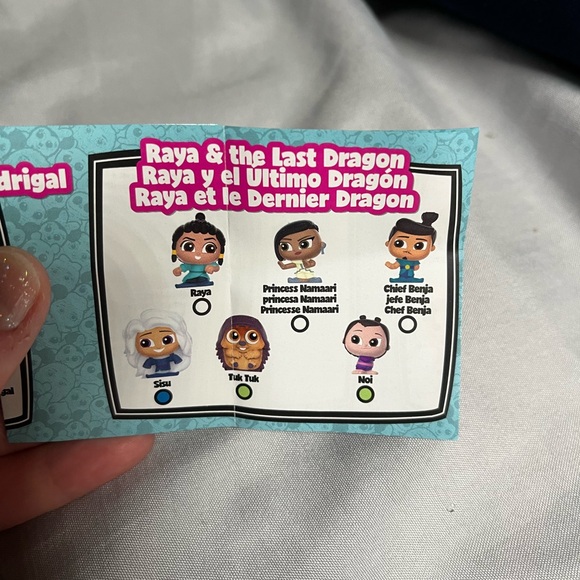 drigal
Raya & the Last Dragon
Raya y el Último Dragón
Raya et le Dernier Dragon
Raya
Princess Namaari
princesa Namaari
Princesse Namaari
Chief Benja
jefe Benja
Chef Benja
Sisu
Tuk Tuk
Noi